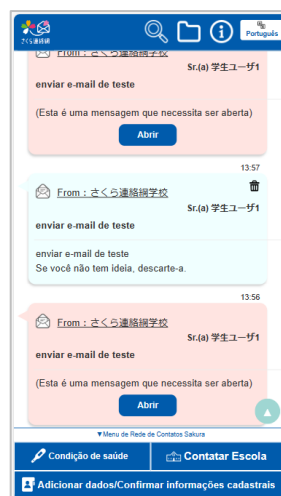 さくら連絡網
Português
From : さくら連絡網学校
Sr.(a) 学生ユーザ1
enviar e-mail de teste
(Esta é uma mensagem que necessita ser aberta)
Abrir
13:57
From : さくら連絡網学校
Sr.(a) 学生ユーザ1
enviar e-mail de teste
enviar e-mail de teste
Se você não tem ideia, descarte-a.
13:56
From : さくら連絡網学校
Sr.(a) 学生ユーザ1
enviar e-mail de teste
(Esta é uma mensagem que necessita ser aberta)
Abrir
▲
▼Menu de Rede de Contatos Sakura
Condição de saúde
Contatar Escola
Adicionar dados/Confirmar informações cadastrais